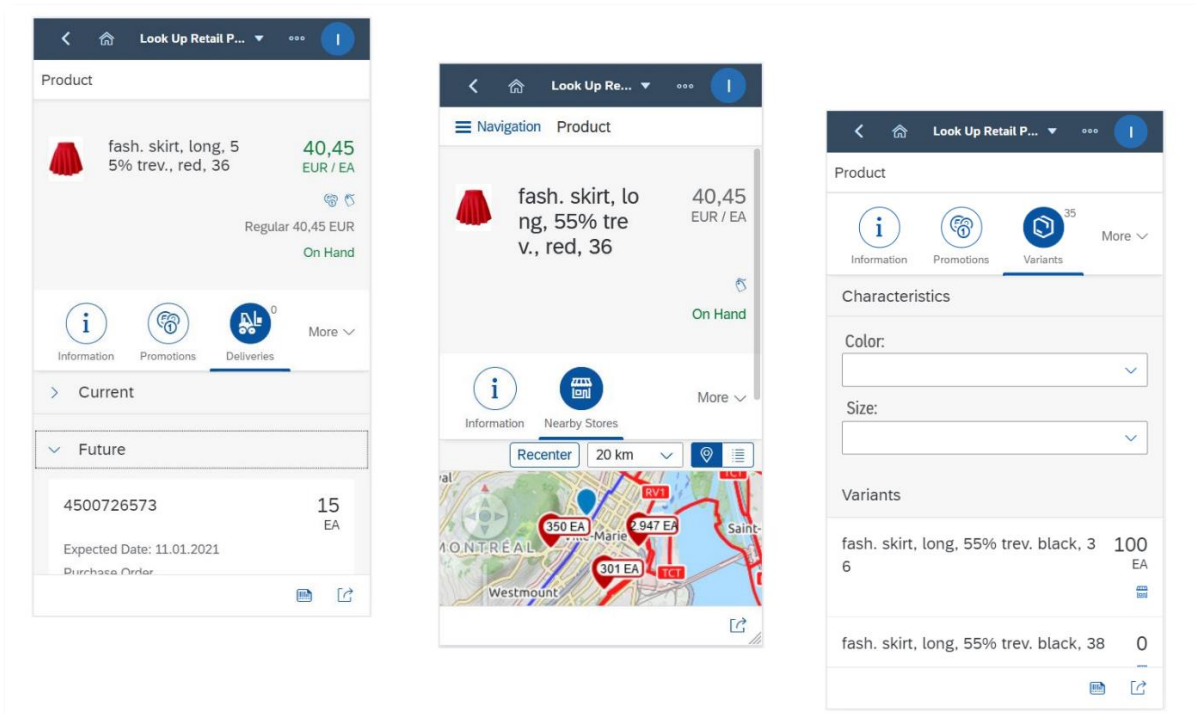 Look Up Retail P...
I
Product
fash. skirt, long, 5
5% trev., red, 36
40,45
EUR / EA
Regular 40,45 EUR
On Hand
0
Information
Promotions
Deliveries
More
Current
Future
4500726573
15
EA
Expected Date: 11.01.2021
Purchase Order
Look Up Re...
I
Navigation
Product
fash. skirt, lo
ng, 55% tre
v., red, 36
40,45
EUR / EA
On Hand
Information
Nearby Stores
More
Recenter
20 km
RV1
350 EA
2.947 EA
-Marie
Saint-
MONTRÉAL
301 EA
TCT
TCT
Westmount
Look Up Retail P...
I
Product
35
Information
Promotions
Variants
More
Characteristics
Color:
Size:
Variants
fash. skirt, long, 55% trev. black, 3
6
100
EA
fash. skirt, long, 55% trev. black, 38
0